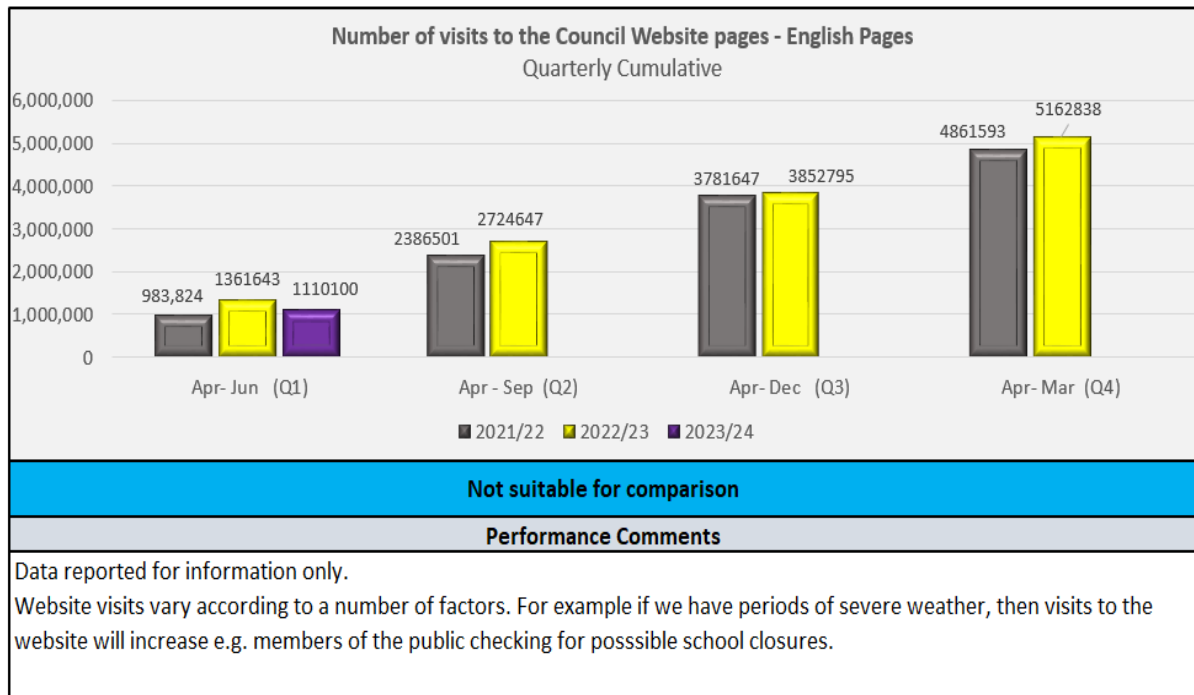 Number of visits to the Council Website pages - English Pages
Quarterly Cumulative
6,000,000
5,000,000
4,000,000
3,000,000
2,000,000
1,000,000
0
983,824
1361643
1110100
2386501
2724647
3781647
3852795
4861593
5162838
Apr- Jun (Q1)
Apr - Sep (Q2)
Apr- Dec (Q3)
Apr- Mar (Q4)
2021/22 2022/23 2023/24
Not suitable for comparison
Performance Comments
Data reported for information only.
Website visits vary according to a number of factors. For example if we have periods of severe weather, then visits to the
website will increase e.g. members of the public checking for posssible school closures.